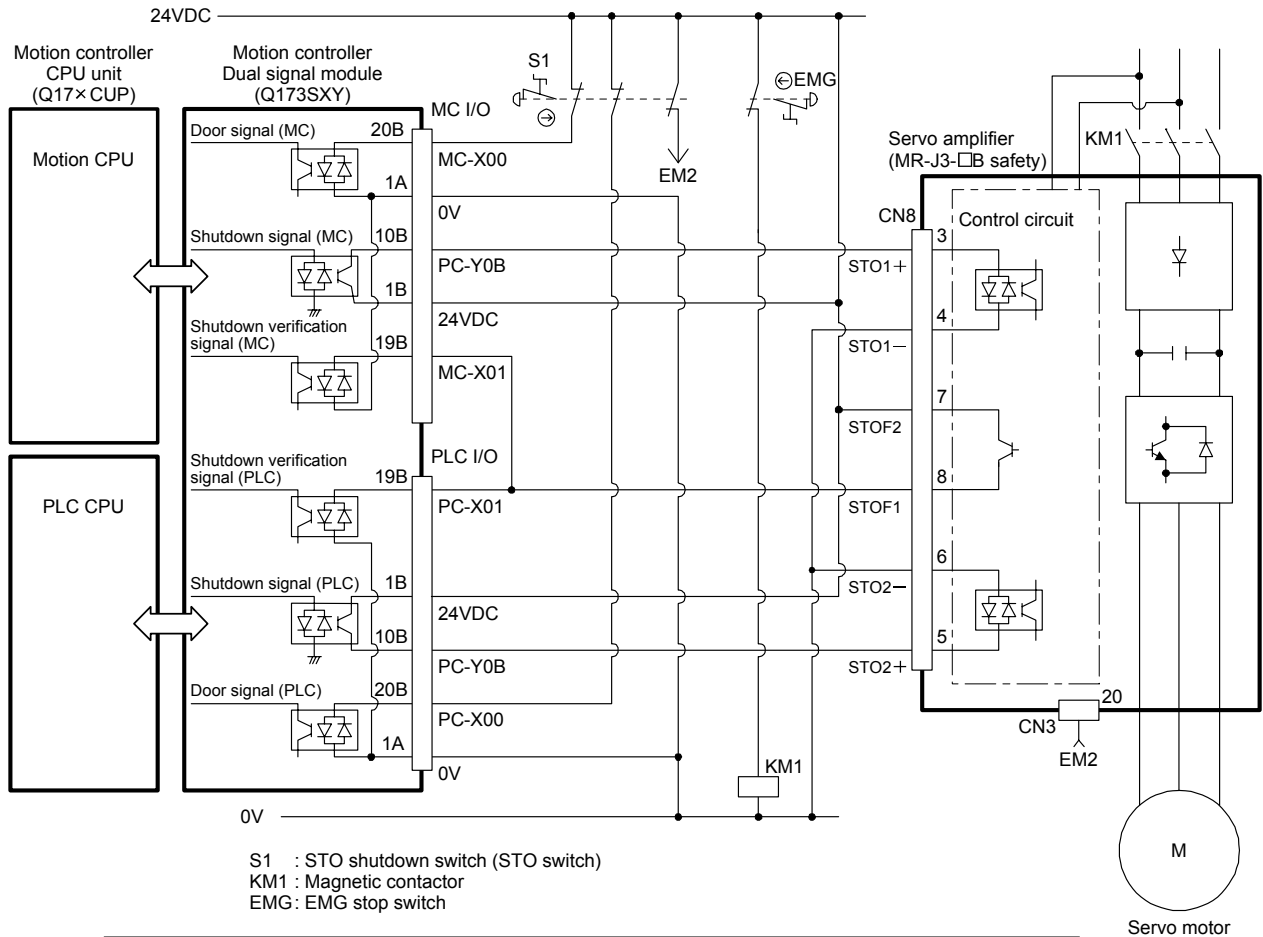 24VDC
Motion controller
CPU unit
(Q17×CUP)
Motion controller
Dual signal module
(Q173SXY)
S1
EMG
MC I/O
Motion CPU
Door signal (MC)
20B
MC-X00
1A
0V
EM2
Shutdown signal (MC)
10B
PC-Y0B
1B
24VDC
Shutdown verification
signal (MC)
19B
MC-X01
PLC I/O
PLC CPU
Shutdown verification
signal (PLC)
19B
PC-X01
Shutdown signal (PLC)
1B
24VDC
10B
PC-Y0B
Door signal (PLC)
20B
PC-X00
1A
0V
KM1
0V
Servo amplifier
(MR-J3-□B safety)
KM1
CN8
Control circuit
3
STO1+
4
STO1−
7
STOF2
8
STOF1
6
STO2−
5
STO2+
20
CN3
EM2
M
Servo motor
S1 : STO shutdown switch (STO switch)
KM1 : Magnetic contactor
EMG : EMG stop switch